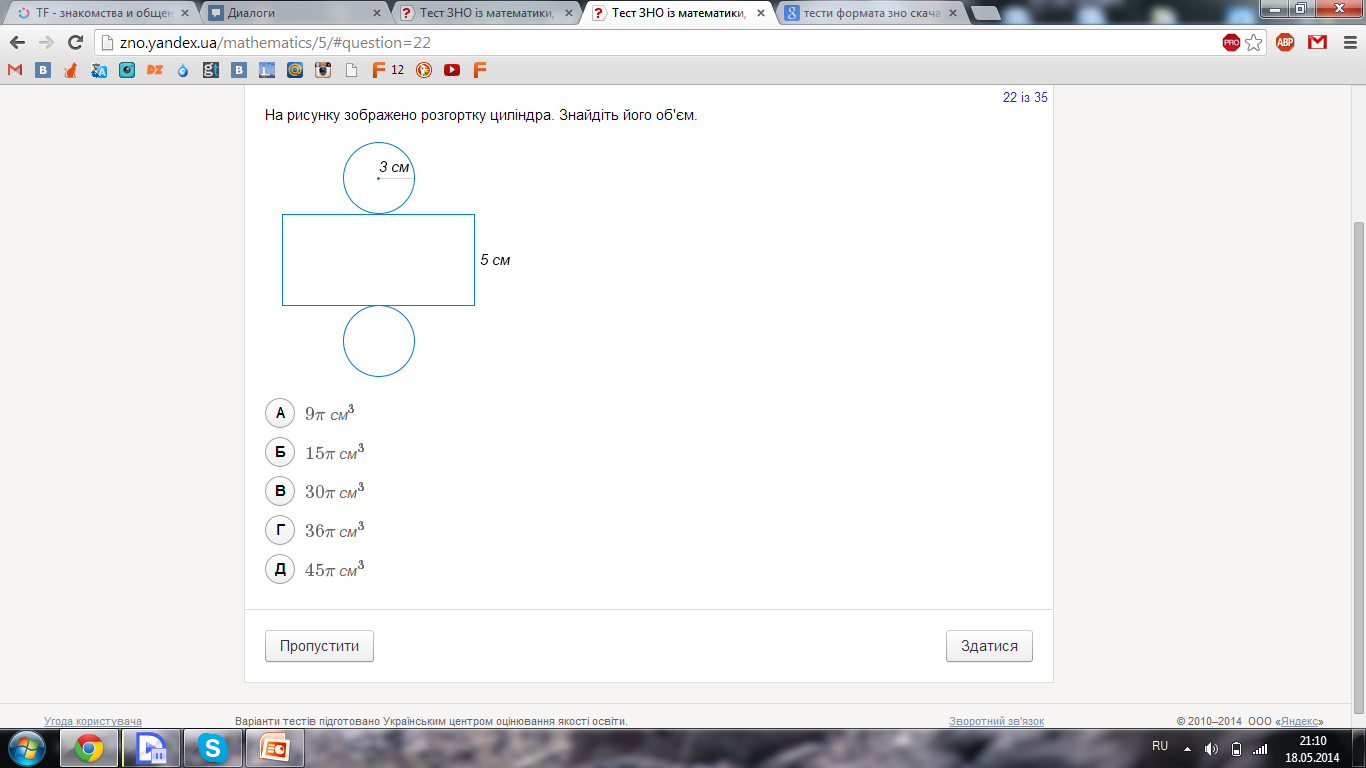 TF - знакомства и общен
Диалоги
Тест ЗНО із математики,
Тест ЗНО із математики,
тести формата зно скача
zno.yandex.ua/mathematics/5/#question=22
PRO
ABP
12
22 із 35
На рисунку зображено розгортку циліндра. Знайдіть його об'єм.
3 см
5 см
А 9π см³
Б 15π см³
В 30π см³
Г 36π см³
Д 45π см³
Пропустити
Здатися
Угода користувача
Варіанти тестів підготовано Українським центром оцінювання якості освіти.
Зворотний зв'язок
© 2010–2014 ООО «Яндекс»
RU
21:10
18.05.2014